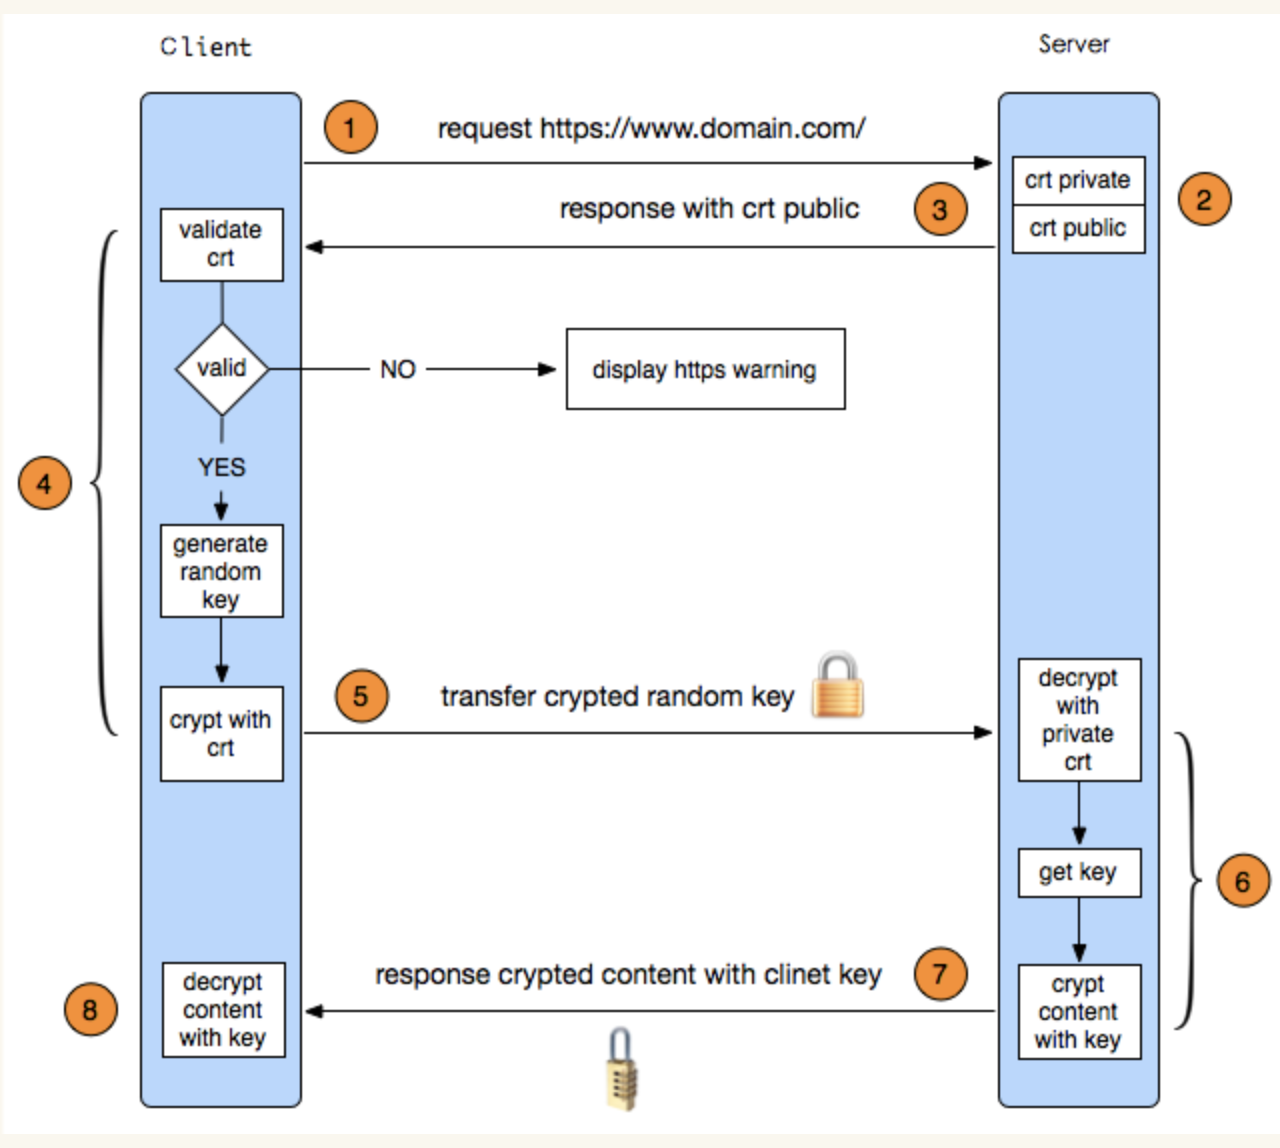 Client
Server
1
request https://www.domain.com/
crt private
2
response with crt public
3
crt public
validate
crt
valid
NO
display https warning
YES
4
generate
random
key
5
transfer crypted random key
crypt with
crt
decrypt
with
private
crt
get key
6
response crypted content with clinet key
7
8
decrypt
content
with key
crypt
content
with key